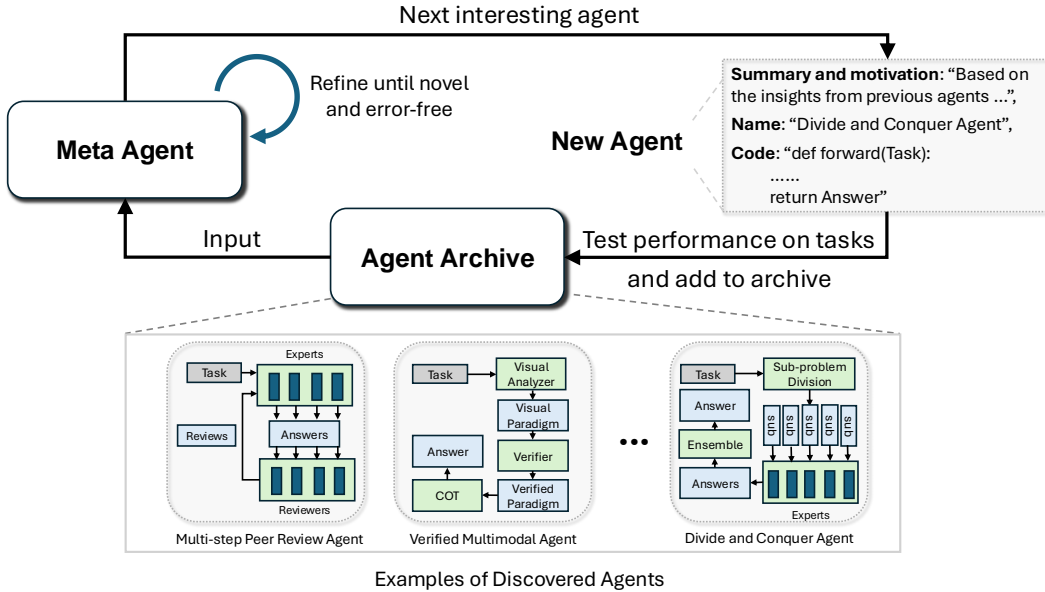 Next interesting agent
Refine until novel
and error-free
Meta Agent
New Agent
Summary and motivation: “Based on
the insights from previous agents ...”,
Name: “Divide and Conquer Agent”,
Code: “def forward(Task):
……
return Answer”
Input
Agent Archive
Test performance on tasks
and add to archive
Experts
Task
Answers
Reviews
Reviewers
Multi-step Peer Review Agent
Task
Visual
Analyzer
Visual
Paradigm
Answer
Verifier
COT
Verified
Paradigm
Verified Multimodal Agent
...
Task
Sub-problem
Division
Answer
sub
sub
sub
sub
sub
Ensemble
Answers
Experts
Divide and Conquer Agent
Examples of Discovered Agents